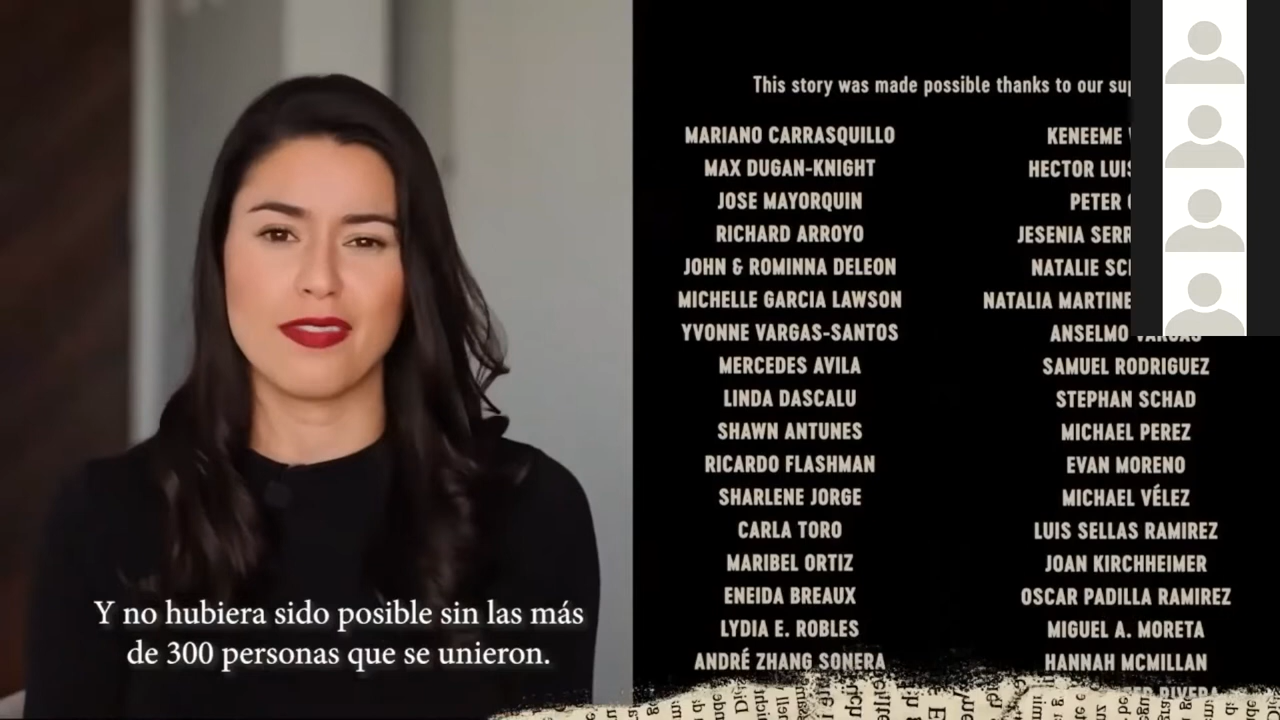 This story was made possible thanks to our
MARIANO CARRASQUILLO
MAX DUGAN-KNIGHT
JOSE MAYORQUIN
RICHARD ARROYO
JOHN & ROMINNA DELEON
MICHELLE GARCIA LAWSON
YVONNE VARGAS-SANTOS
MERCEDES AVILA
LINDA DASCALU
SHAWN ANTUNES
RICARDO FLASHMAN
SHARLENE JORGE
CARLA TORO
MARIBEL ORTIZ
ENEIDA BREAUX
LYDIA E. ROBLES
ANDRÉ ZHANG SONERA
KENEEME
HECTOR LUIS
PETER
JESENIA
NATALIE
NATALIA
ANSELMO VARGAS
SAMUEL RODRIGUEZ
STEPHAN SCHAD
MICHAEL PEREZ
EVAN MORENO
MICHAEL VÉLEZ
LUIS SELLAS RAMIREZ
JOAN KIRCHHEIMER
OSCAR PADILLA RAMIREZ
MIGUEL A. MORETA
HANNAH MCMILLAN
RIVERA
Y no hubiera sido posible sin las más
de 300 personas que se unieron.